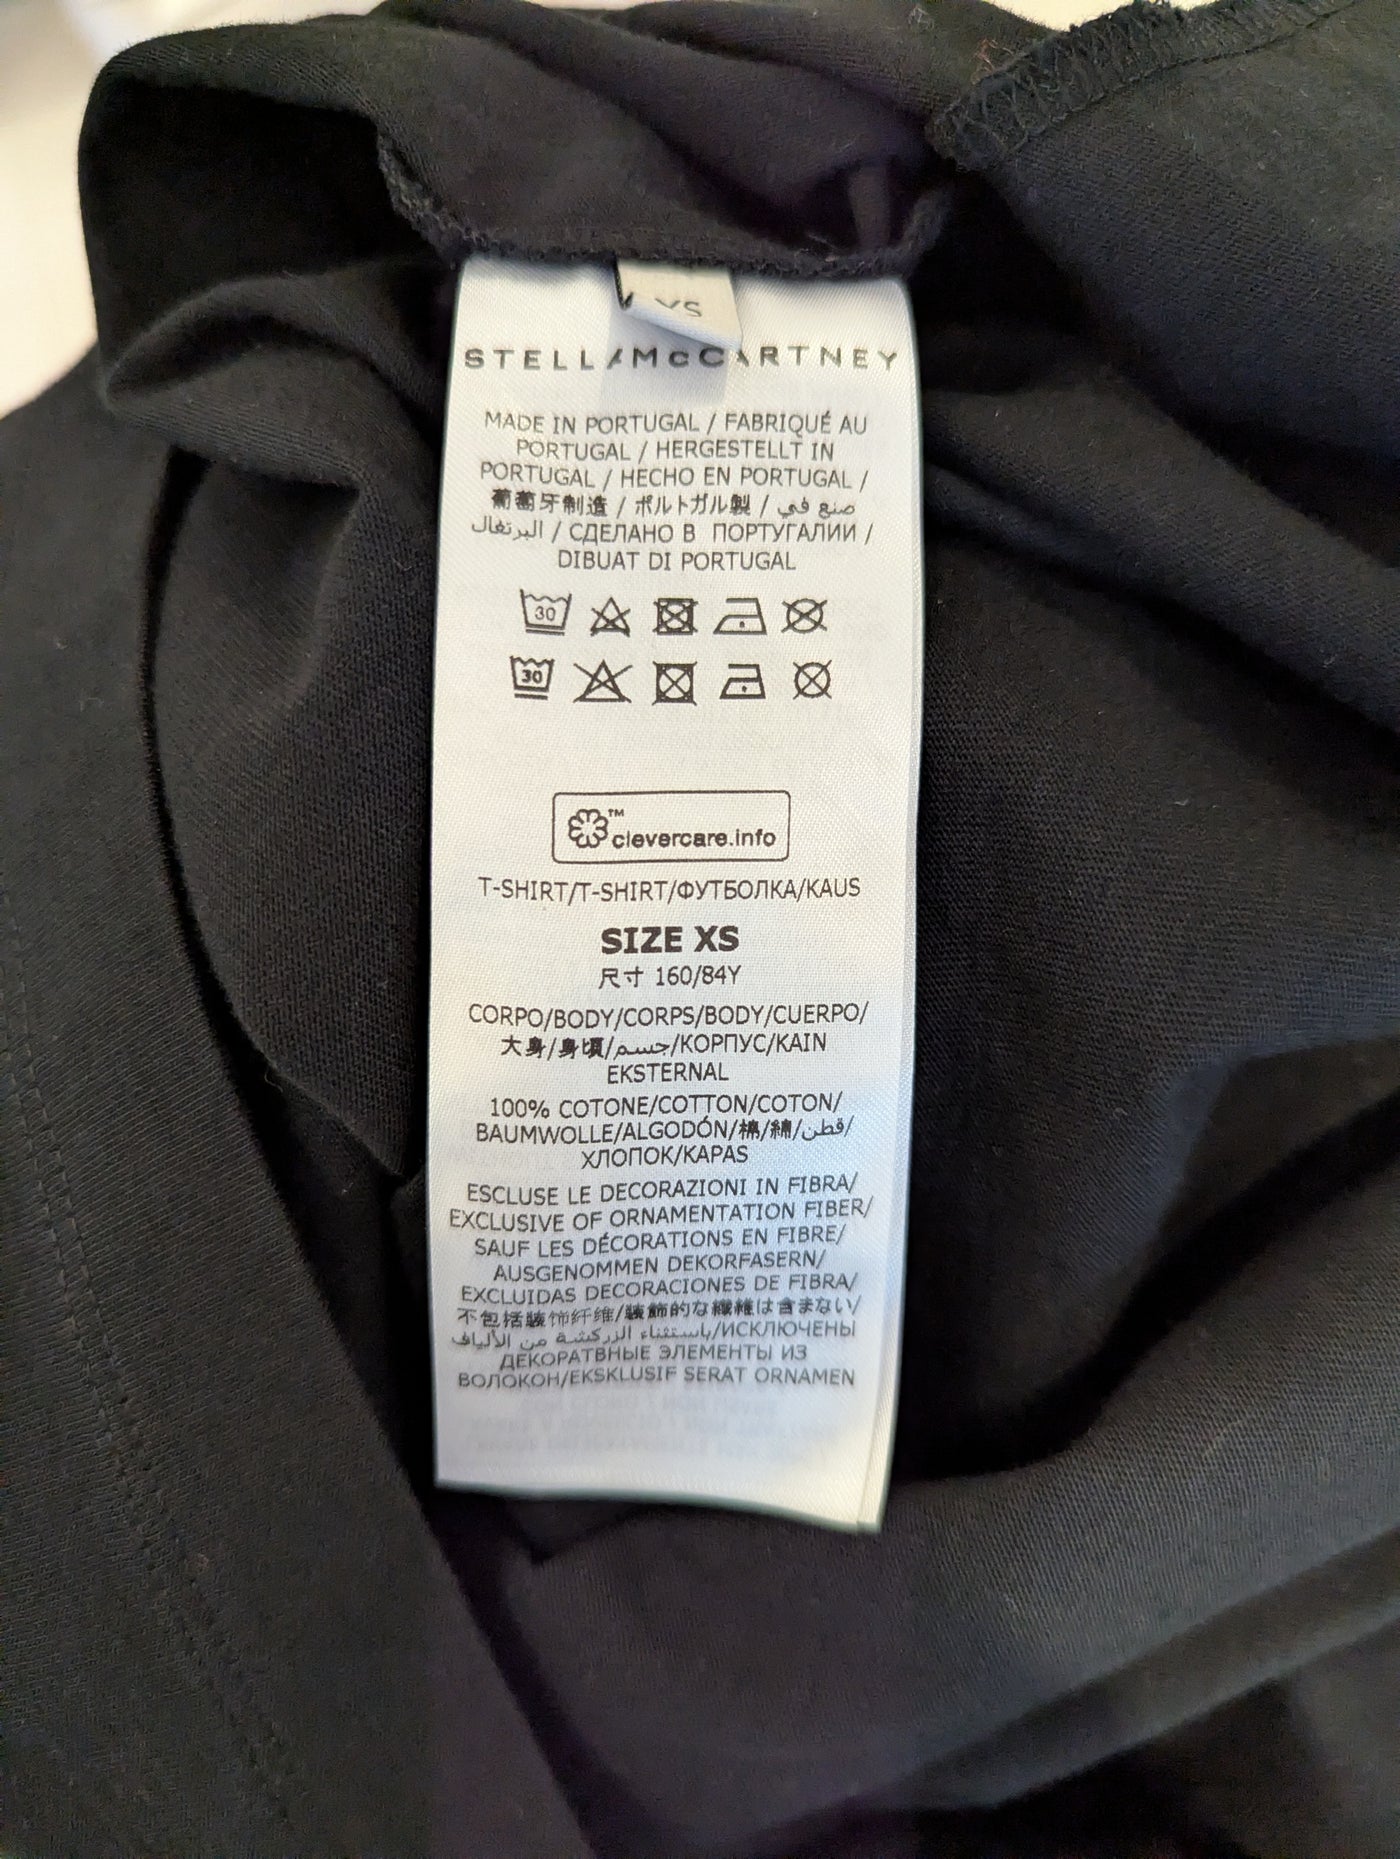 XS
STELLAMcCARTNEY
MADE IN PORTUGAL / FABRIQUÉ AU
PORTUGAL / HERGESTELLT IN
PORTUGAL / HECHO EN PORTUGAL /
葡萄牙制造 / ポルトガル製 / صنع في
البرتغال / СДЕЛАНО В ПОРТУГАЛИИ /
DIBUAT DI PORTUGAL
30
30
™
clevercare.info
T-SHIRT/T-SHIRT/ФУТБОЛКА/KAUS
SIZE XS
尺寸 160/84Y
CORPO/BODY/CORPS/BODY/CUERPO/
大身/身頃/جسم/КОРПУС/KAIN
EKSTERNAL
100% COTONE/COTTON/COTON/
BAUMWOLLE/ALGODÓN/棉/綿/قطن/
ХЛОПОК/KAPAS
ESCLUSE LE DECORAZIONI IN FIBRA/
EXCLUSIVE OF ORNAMENTATION FIBER/
SAUF LES DÉCORATIONS EN FIBRE/
AUSGENOMMEN DEKORFASERN/
EXCLUIDAS DECORACIONES DE FIBRA/
不包括装饰纤维/装飾的な繊維は含まない/
باستثناء الزركشة من الألياف/ИСКЛЮЧЕНЫ
ДЕКОРАТВНЫЕ ЭЛЕМЕНТЫ ИЗ
ВОЛОКОН/EKSKLUSIF SERAT ORNAMEN